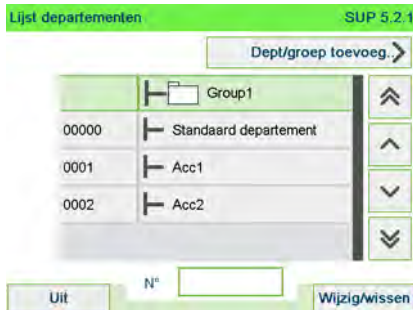 Lijst departementen SUP 5.2.1
Dept/groep toevoeg.
Group1
00000 Standaard departement
0001 Acc1
0002 Acc2
N°
Uit Wijzig/wissen